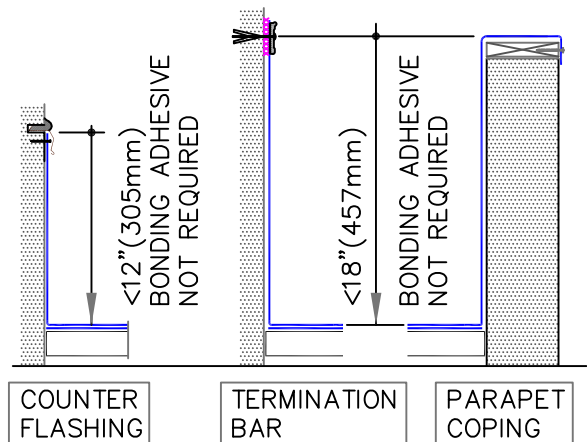 <12"(305mm)
BONDING ADHESIVE
NOT REQUIRED
<18"(457mm)
BONDING ADHESIVE
NOT REQUIRED
COUNTER
FLASHING
TERMINATION
BAR
PARAPET
COPING